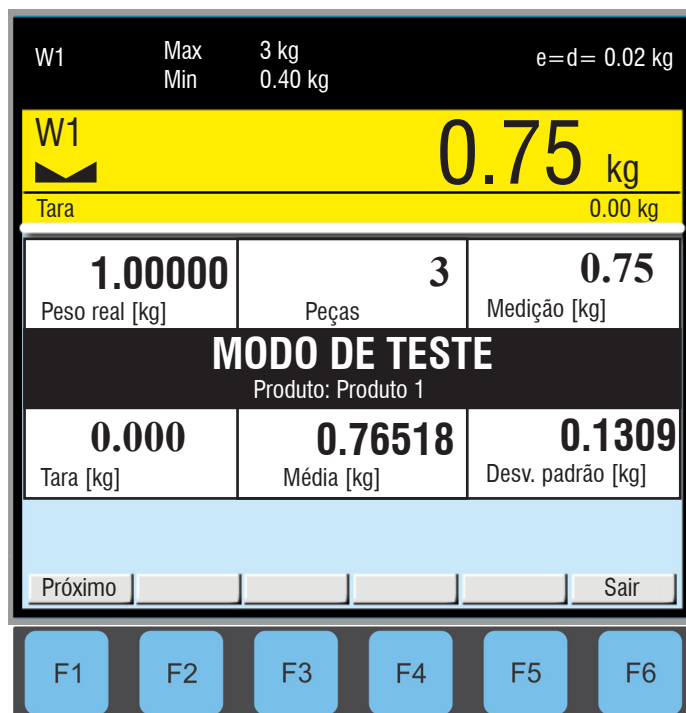 W1 Max 3 kg e=d= 0.02 kg
Min 0.40 kg
W1 0.75 kg
Tara 0.00 kg
1.00000 3 0.75
Peso real [kg] Peças Medição [kg]
MODO DE TESTE
Produto: Produto 1
0.000 0.76518 0.1309
Tara [kg] Média [kg] Desv. padrão [kg]
Próximo Sair
F1 F2 F3 F4 F5 F6